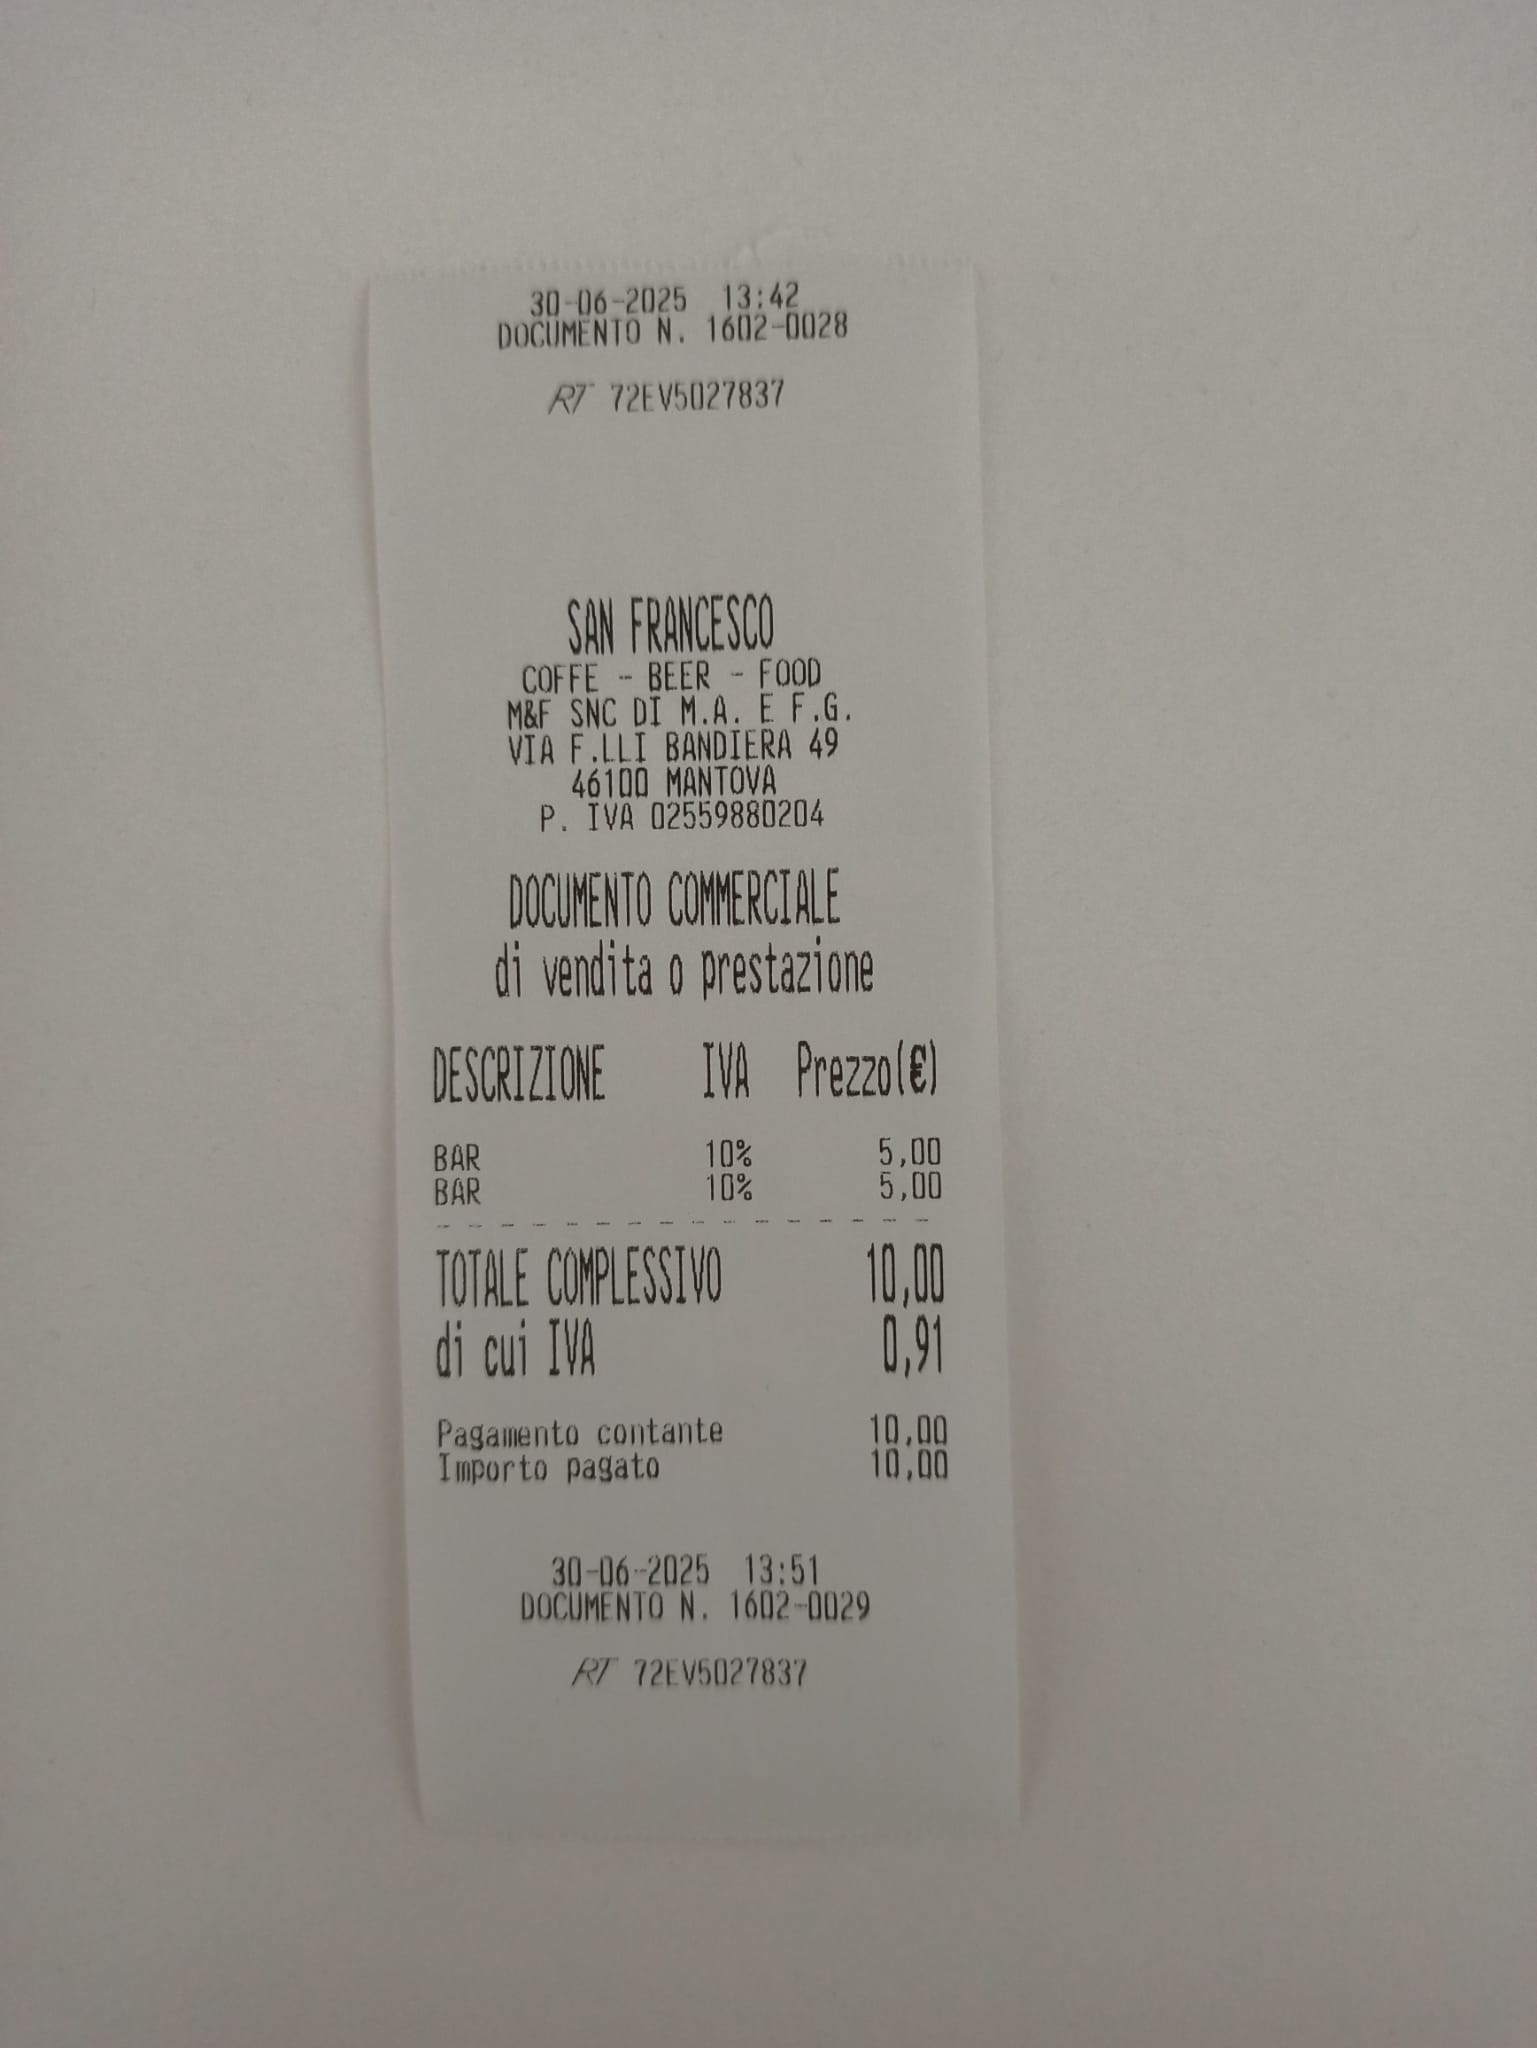 30-06-2025 13:42
DOCUMENTO N. 1602-0028
RT 72EV5027837
SAN FRANCESCO
COFFE - BEER - FOOD
M&F SNC DI M.A. E F.G.
VIA F.LLI BANDIERA 49
46100 MANTOVA
P. IVA 02559880204
DOCUMENTO COMMERCIALE
di vendita o prestazione
DESCRIZIONE IVA Prezzo(€)
BAR 10% 5,00
BAR 10% 5,00
TOTALE COMPLESSIVO 10,00
di cui IVA 0,91
Pagamento contante 10,00
Importo pagato 10,00
30-06-2025 13:51
DOCUMENTO N. 1602-0029
RT 72EV5027837